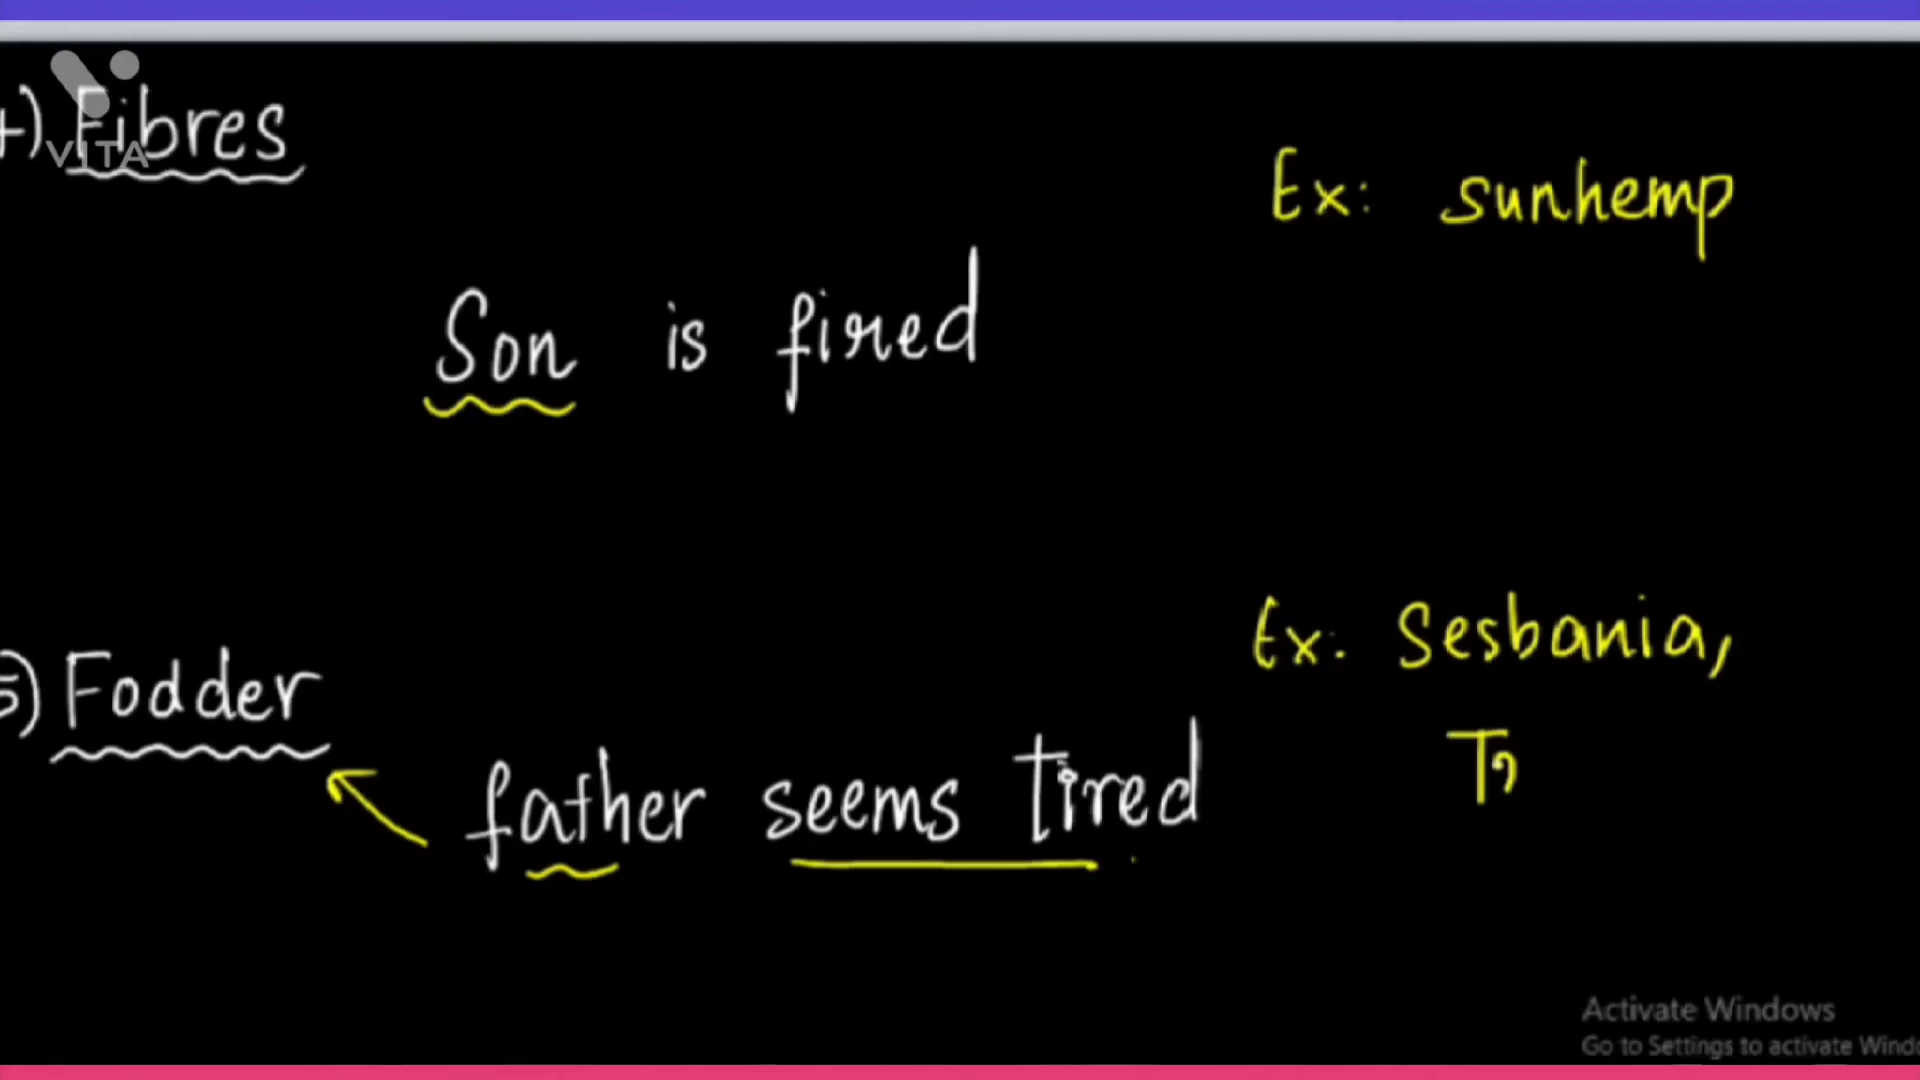 4) Fibres
VITA
Ex: sunhemp
Son is fired
Ex: Sesbania,
5) Fodder
father seems tired
Activate Windows
Go to Settings to activate Windo